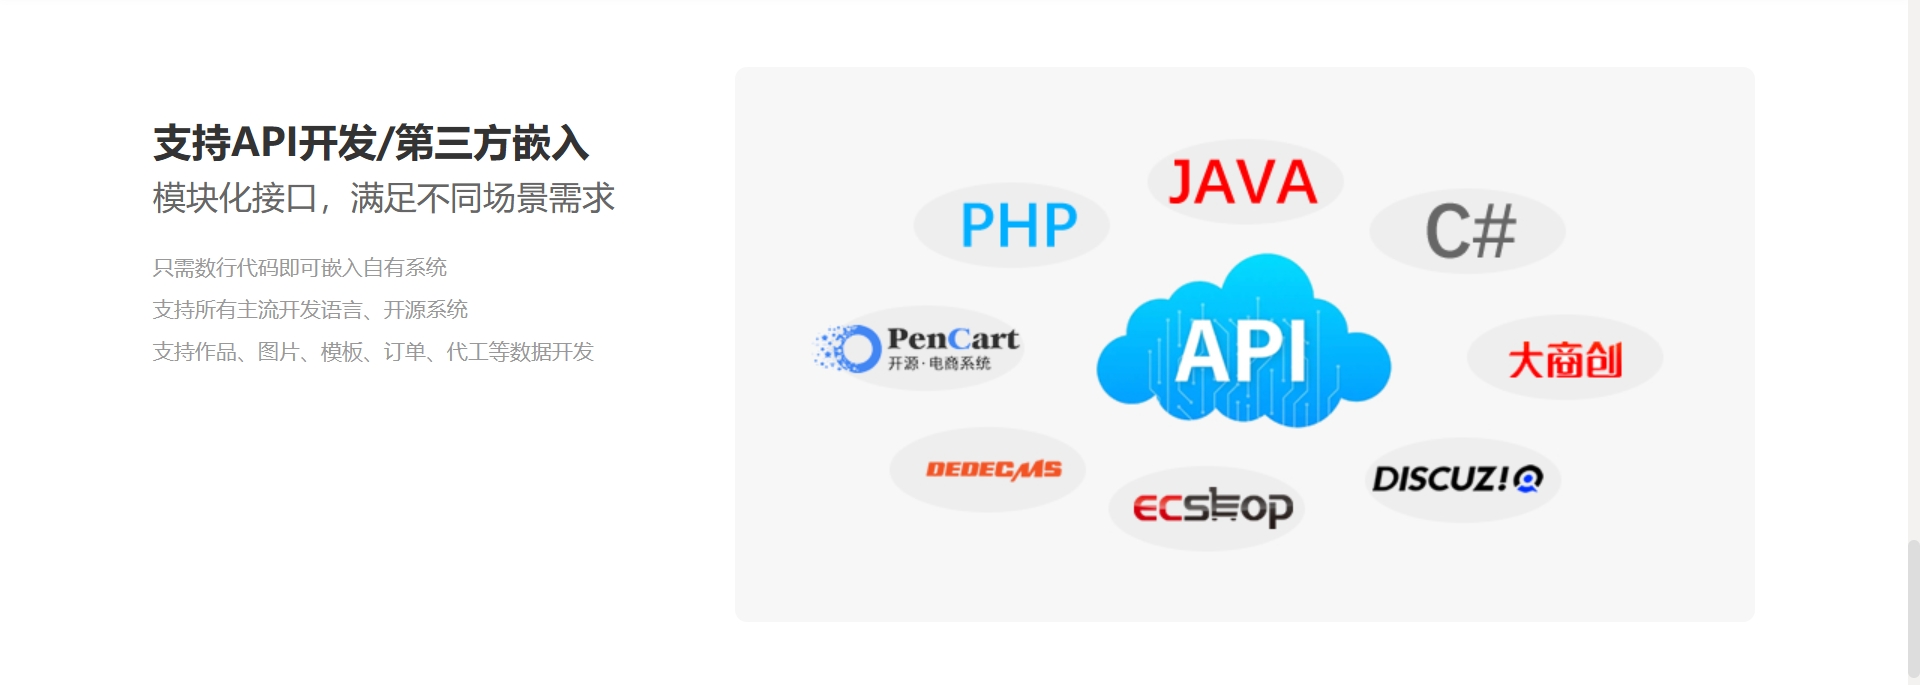 支持API开发/第三方嵌入
模块化接口，满足不同场景需求
只需数行代码即可嵌入自有系统
支持所有主流开发语言、开源系统
支持作品、图片、模板、订单、代工等数据开发
JAVA
PHP
C#
API
PenCart
开源·电商系统
大商创
DEDECMS
DISCUZ!Q
ECSHOP